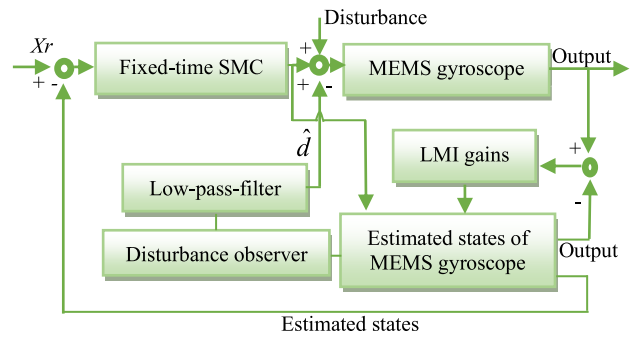 Disturbance
Xr
+
-
Fixed-time SMC
+
+
-
MEMS gyroscope
Output
d̂
+
-
LMI gains
Low-pass-filter
Disturbance observer
Estimated states of
MEMS gyroscope
Output
Estimated states